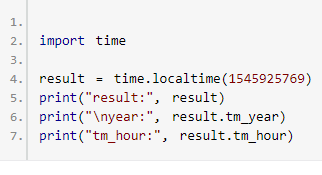 1.
2. import time
3.
4. result = time.localtime(1545925769)
5. print("result:", result)
6. print("\nyear:", result.tm_year)
7. print("tm_hour:", result.tm_hour)